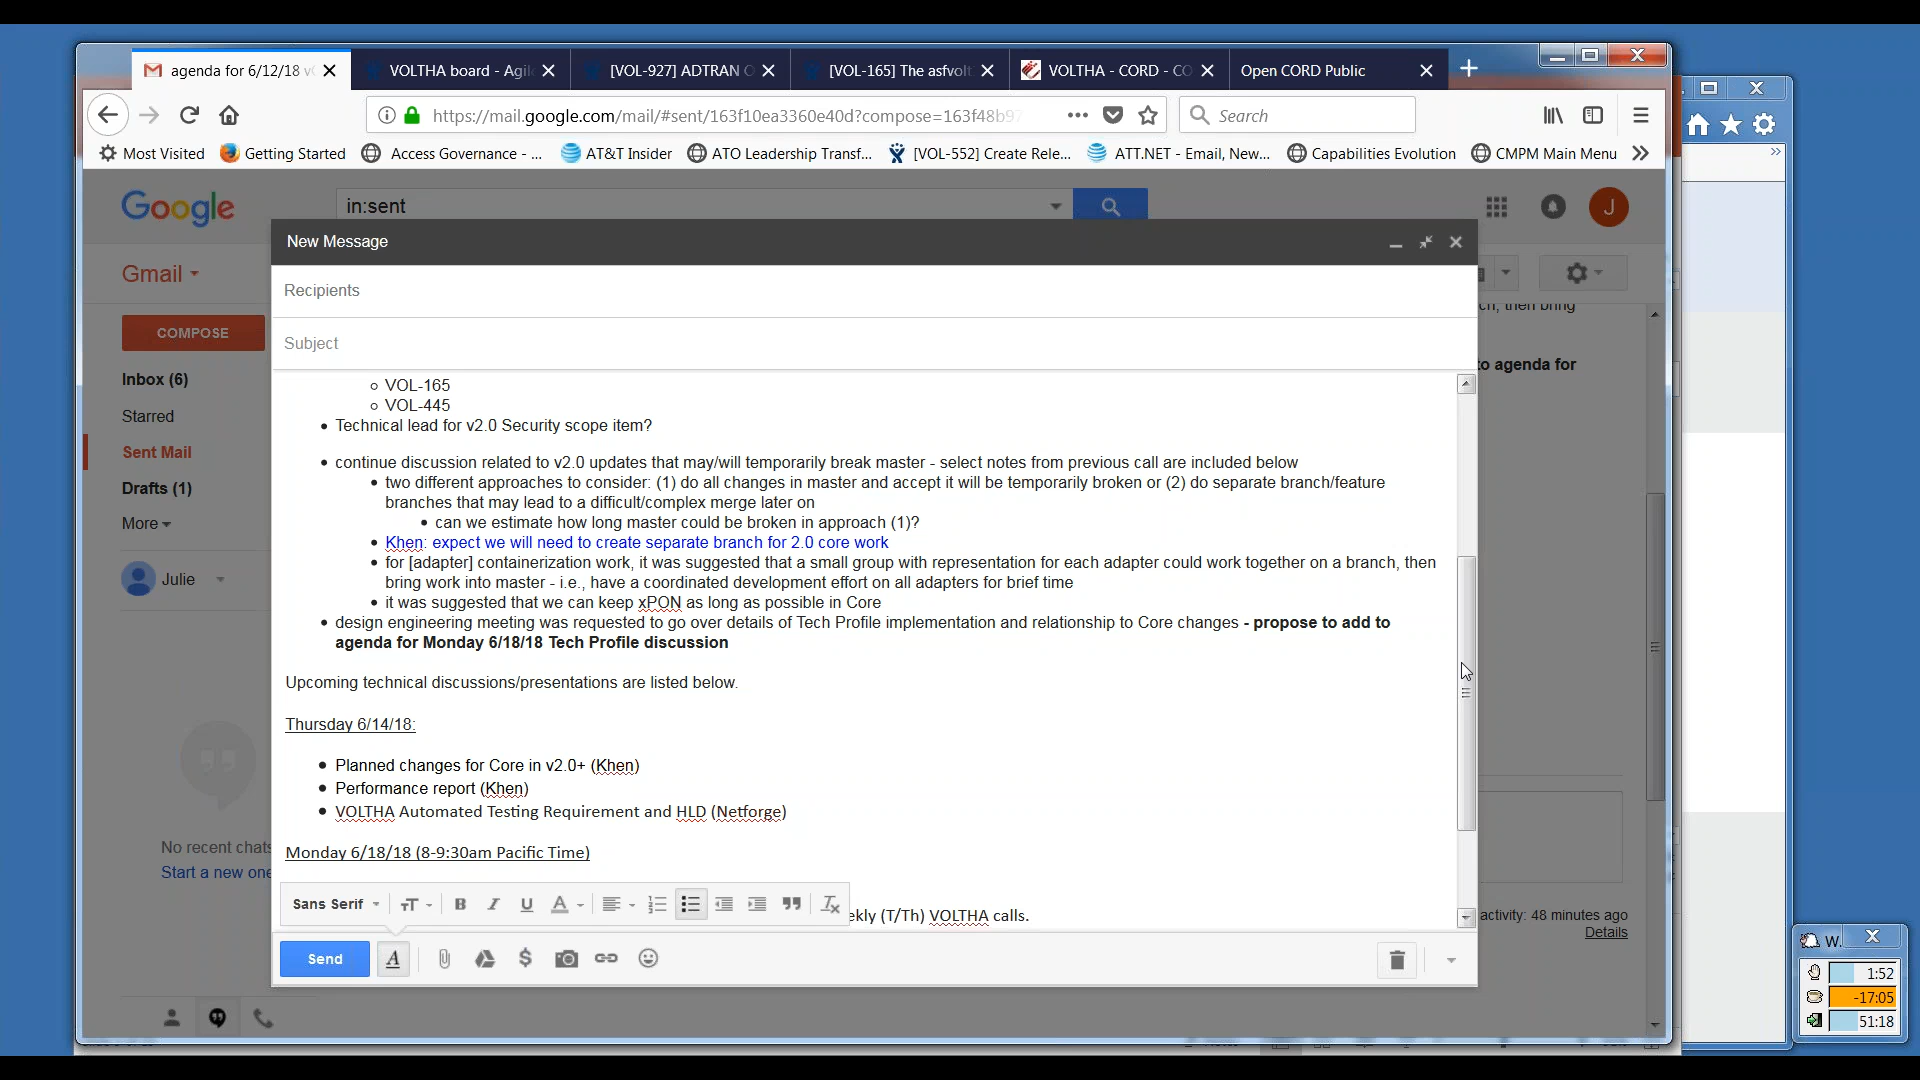 agenda for 6/12/18 v
VOLTHA board - Agil
[VOL-927] ADTRAN O
[VOL-165] The asfvolt
VOLTHA - CORD - CO
Open CORD Public
https://mail.google.com/mail/#sent/163f10ea3360e40d?compose=163f48b97
Search
Most Visited
Getting Started
Access Governance - ...
AT&T Insider
ATO Leadership Transf...
[VOL-552] Create Rele...
ATT.NET - Email, New...
Capabilities Evolution
CMPM Main Menu
Google
in:sent
J
New Message
Gmail
Recipients
ch, then bring
COMPOSE
Subject
to agenda for
Inbox (6)
Starred
Sent Mail
Drafts (1)
More
Julie
VOL-165
VOL-445
Technical lead for v2.0 Security scope item?
continue discussion related to v2.0 updates that may/will temporarily break master - select notes from previous call are included below
two different approaches to consider: (1) do all changes in master and accept it will be temporarily broken or (2) do separate branch/feature
branches that may lead to a difficult/complex merge later on
can we estimate how long master could be broken in approach (1)?
Khen: expect we will need to create separate branch for 2.0 core work
for [adapter] containerization work, it was suggested that a small group with representation for each adapter could work together on a branch, then
bring work into master - i.e., have a coordinated development effort on all adapters for brief time
it was suggested that we can keep xPON as long as possible in Core
design engineering meeting was requested to go over details of Tech Profile implementation and relationship to Core changes - propose to add to
agenda for Monday 6/18/18 Tech Profile discussion
Upcoming technical discussions/presentations are listed below.
Thursday 6/14/18:
Planned changes for Core in v2.0+ (Khen)
Performance report (Khen)
VOLTHA Automated Testing Requirement and HLD (Netforge)
No recent chats
Start a new one
Monday 6/18/18 (8-9:30am Pacific Time)
Sans Serif
ekly (T/Th) VOLTHA calls.
activity: 48 minutes ago
Details
Send
W.
1:52
-17:05
51:18